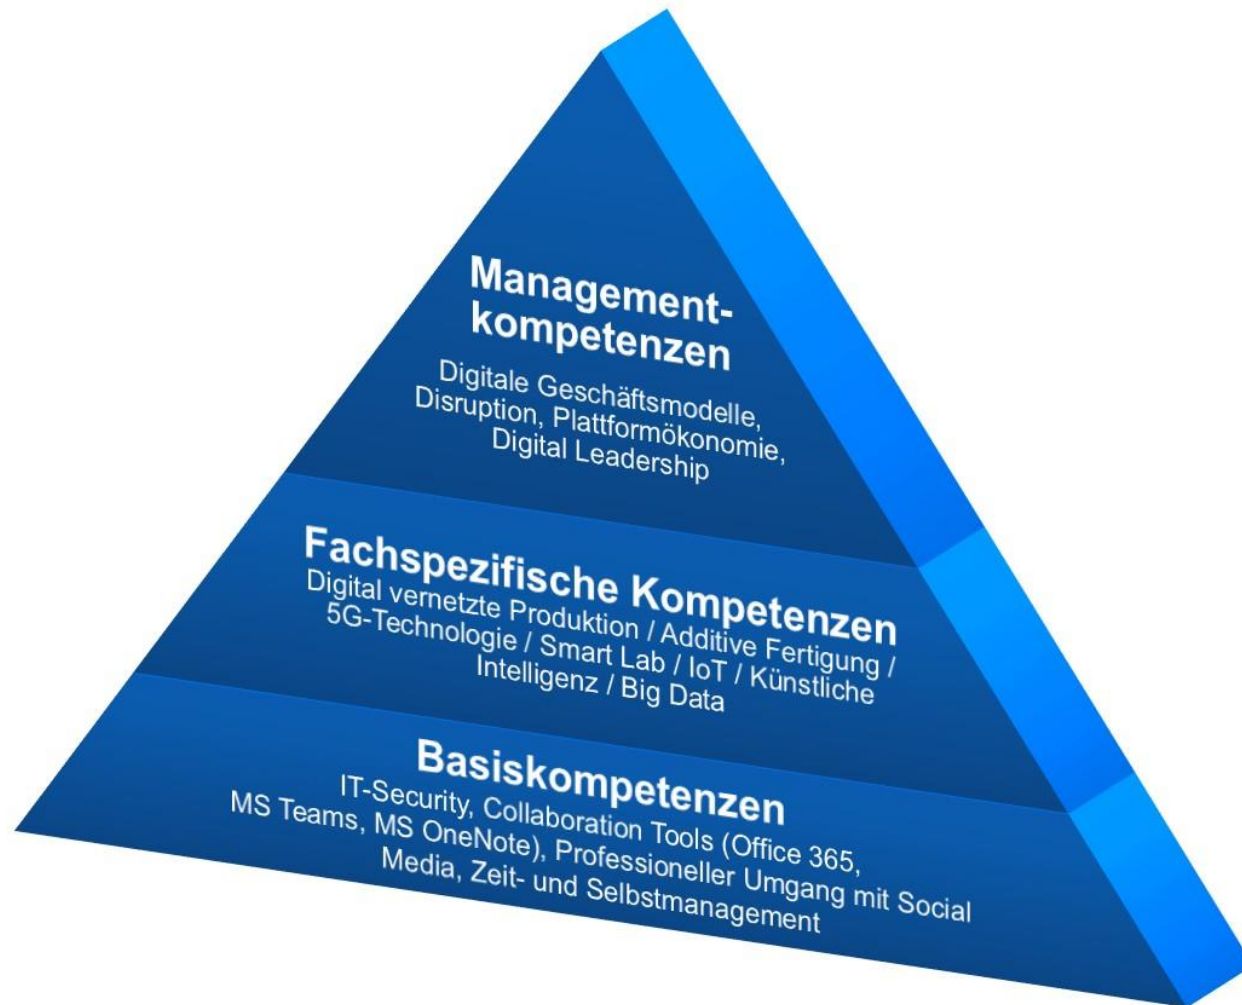 Management-
kompetenzen
Digitale Geschäftsmodelle,
Disruption, Plattformökonomie,
Digital Leadership
Fachspezifische Kompetenzen
Digital vernetzte Produktion / Additive Fertigung /
5G-Technologie / Smart Lab / IoT / Künstliche
Intelligenz / Big Data
Basiskompetenzen
IT-Security, Collaboration Tools (Office 365,
MS Teams, MS OneNote), Professioneller Umgang mit Social
Media, Zeit- und Selbstmanagement